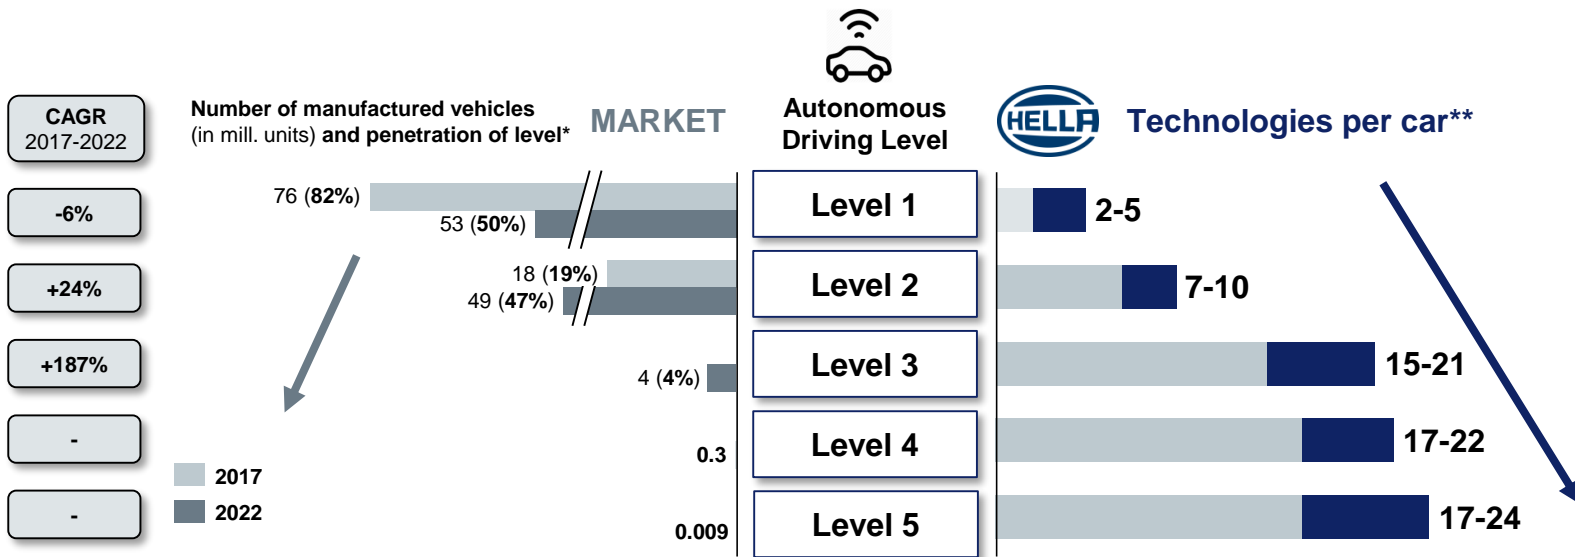 CAGR
2017-2022
Number of manufactured vehicles
(in mill. units) and penetration of level*
MARKET
Autonomous
Driving Level
HELLA
Technologies per car**
-6%
76 (82%)
53 (50%)
Level 1
2-5
+24%
18 (19%)
49 (47%)
Level 2
7-10
+187%
4 (4%)
Level 3
15-21
-
0.3
Level 4
17-22
-
0.009
Level 5
17-24
2017
2022